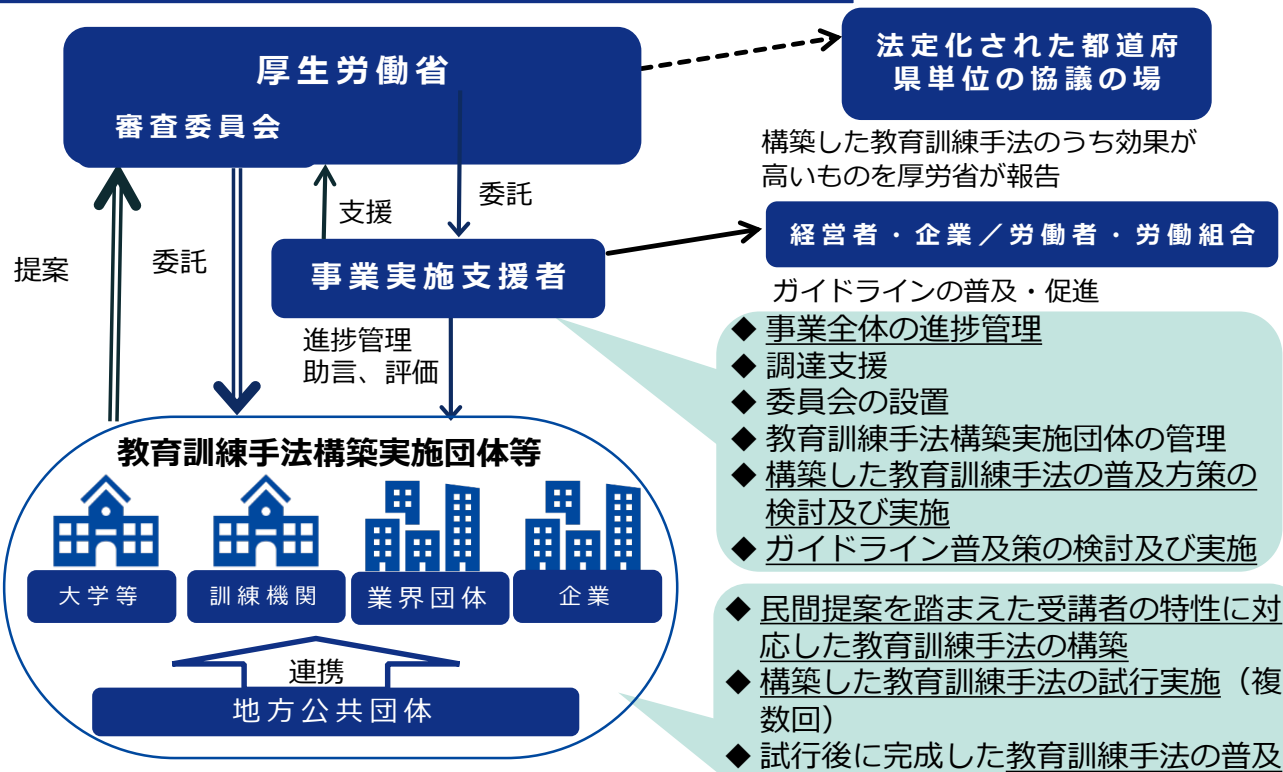 厚生労働省
審査委員会
法定化された都道府
県単位の協議の場
構築した教育訓練手法のうち効果が
高いものを厚労省が報告
提案
委託
支援
委託
事業実施支援者
経営者・企業／労働者・労働組合
ガイドラインの普及・促進
進捗管理
助言、評価
◆ 事業全体の進捗管理
◆ 調達支援
◆ 委員会の設置
◆ 教育訓練手法構築実施団体の管理
◆ 構築した教育訓練手法の普及方策の
検討及び実施
◆ ガイドライン普及策の検討及び実施
教育訓練手法構築実施団体等
大学等
訓練機関
業界団体
企業
連携
地方公共団体
◆ 民間提案を踏まえた受講者の特性に対
応した教育訓練手法の構築
◆ 構築した教育訓練手法の試行実施（複
数回）
◆ 試行後に完成した教育訓練手法の普及